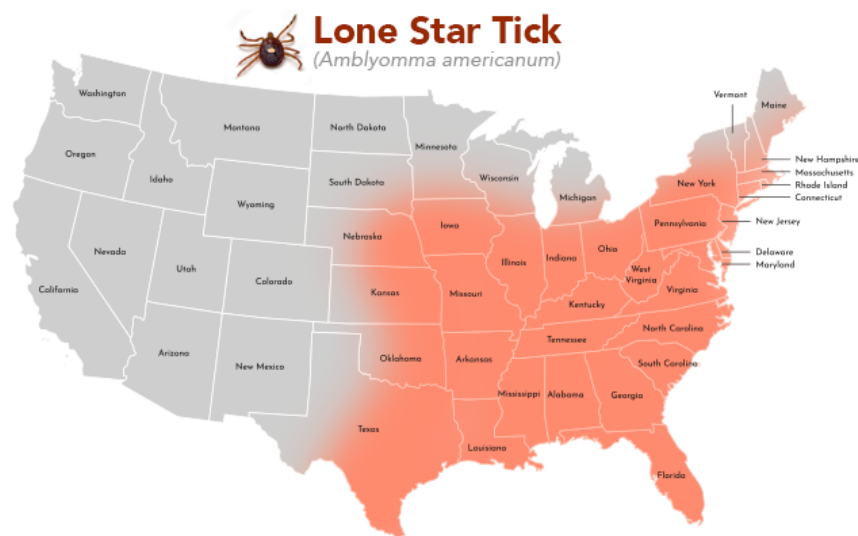 Lone Star Tick
(Amblyomma americanum)
Washington
Oregon
California
Nevada
Idaho
Montana
Wyoming
Utah
Arizona
Colorado
New Mexico
North Dakota
South Dakota
Nebraska
Kansas
Oklahoma
Texas
Minnesota
Iowa
Missouri
Arkansas
Louisiana
Wisconsin
Illinois
Michigan
Indiana
Ohio
Kentucky
Tennessee
Mississippi
Alabama
Georgia
Florida
South Carolina
North Carolina
Virginia
West
Virginia
Pennsylvania
New York
Vermont
Maine
New Hampshire
Massachusetts
Rhode Island
Connecticut
New Jersey
Delaware
Maryland